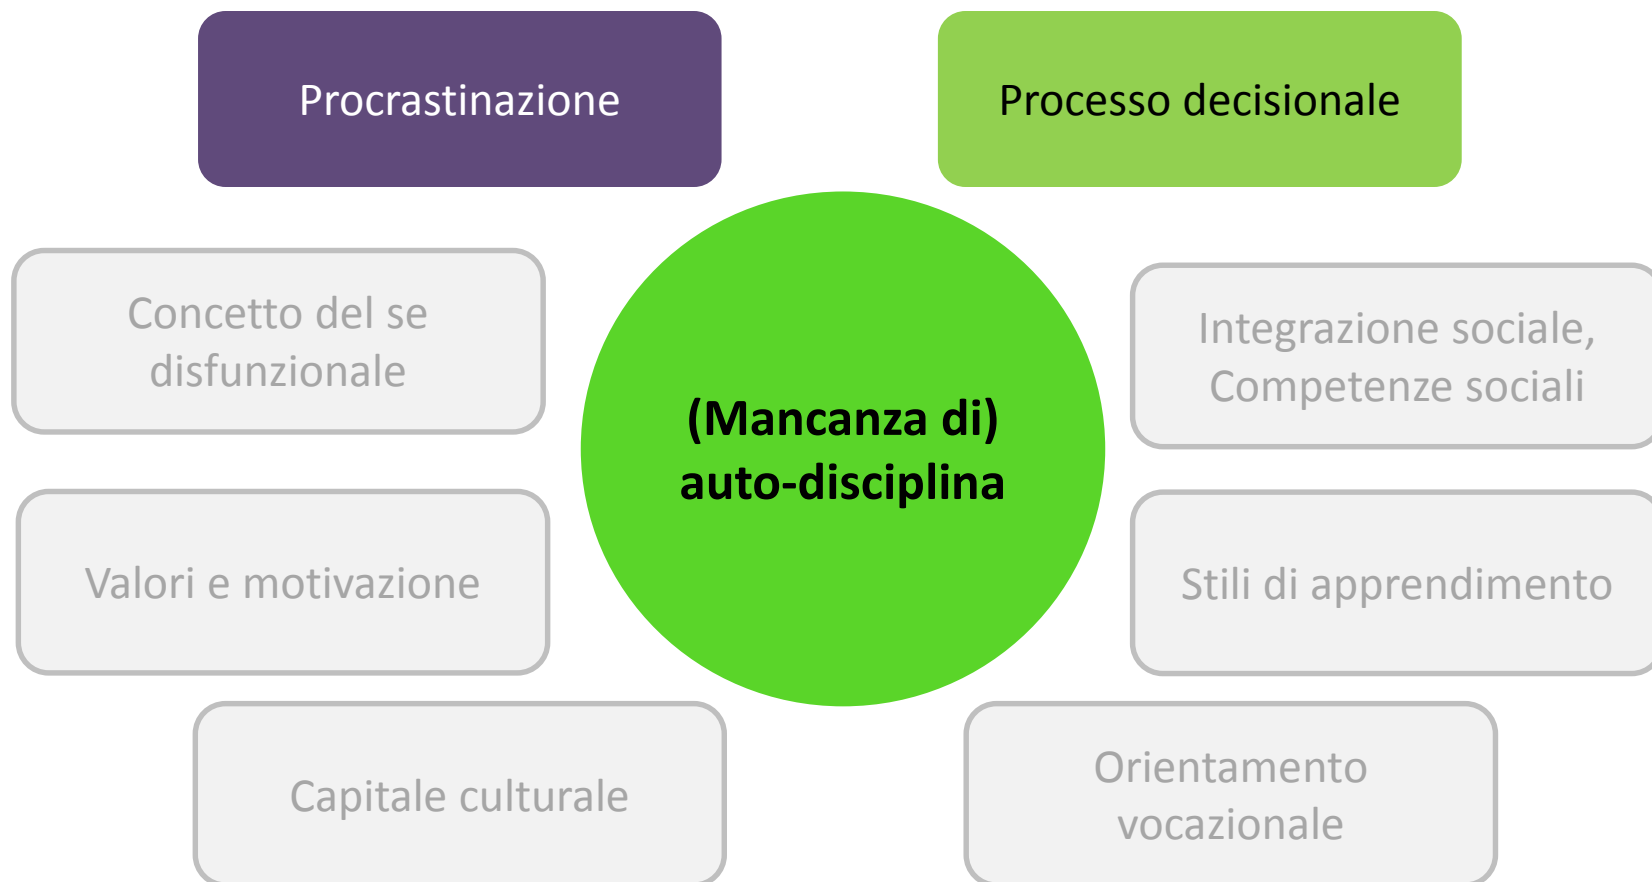 Procrastinazione
Processo decisionale
Concetto del se
disfunzionale
Integrazione sociale,
Competenze sociali
(Mancanza di)
auto-disciplina
Valori e motivazione
Stili di apprendimento
Capitale culturale
Orientamento
vocazionale